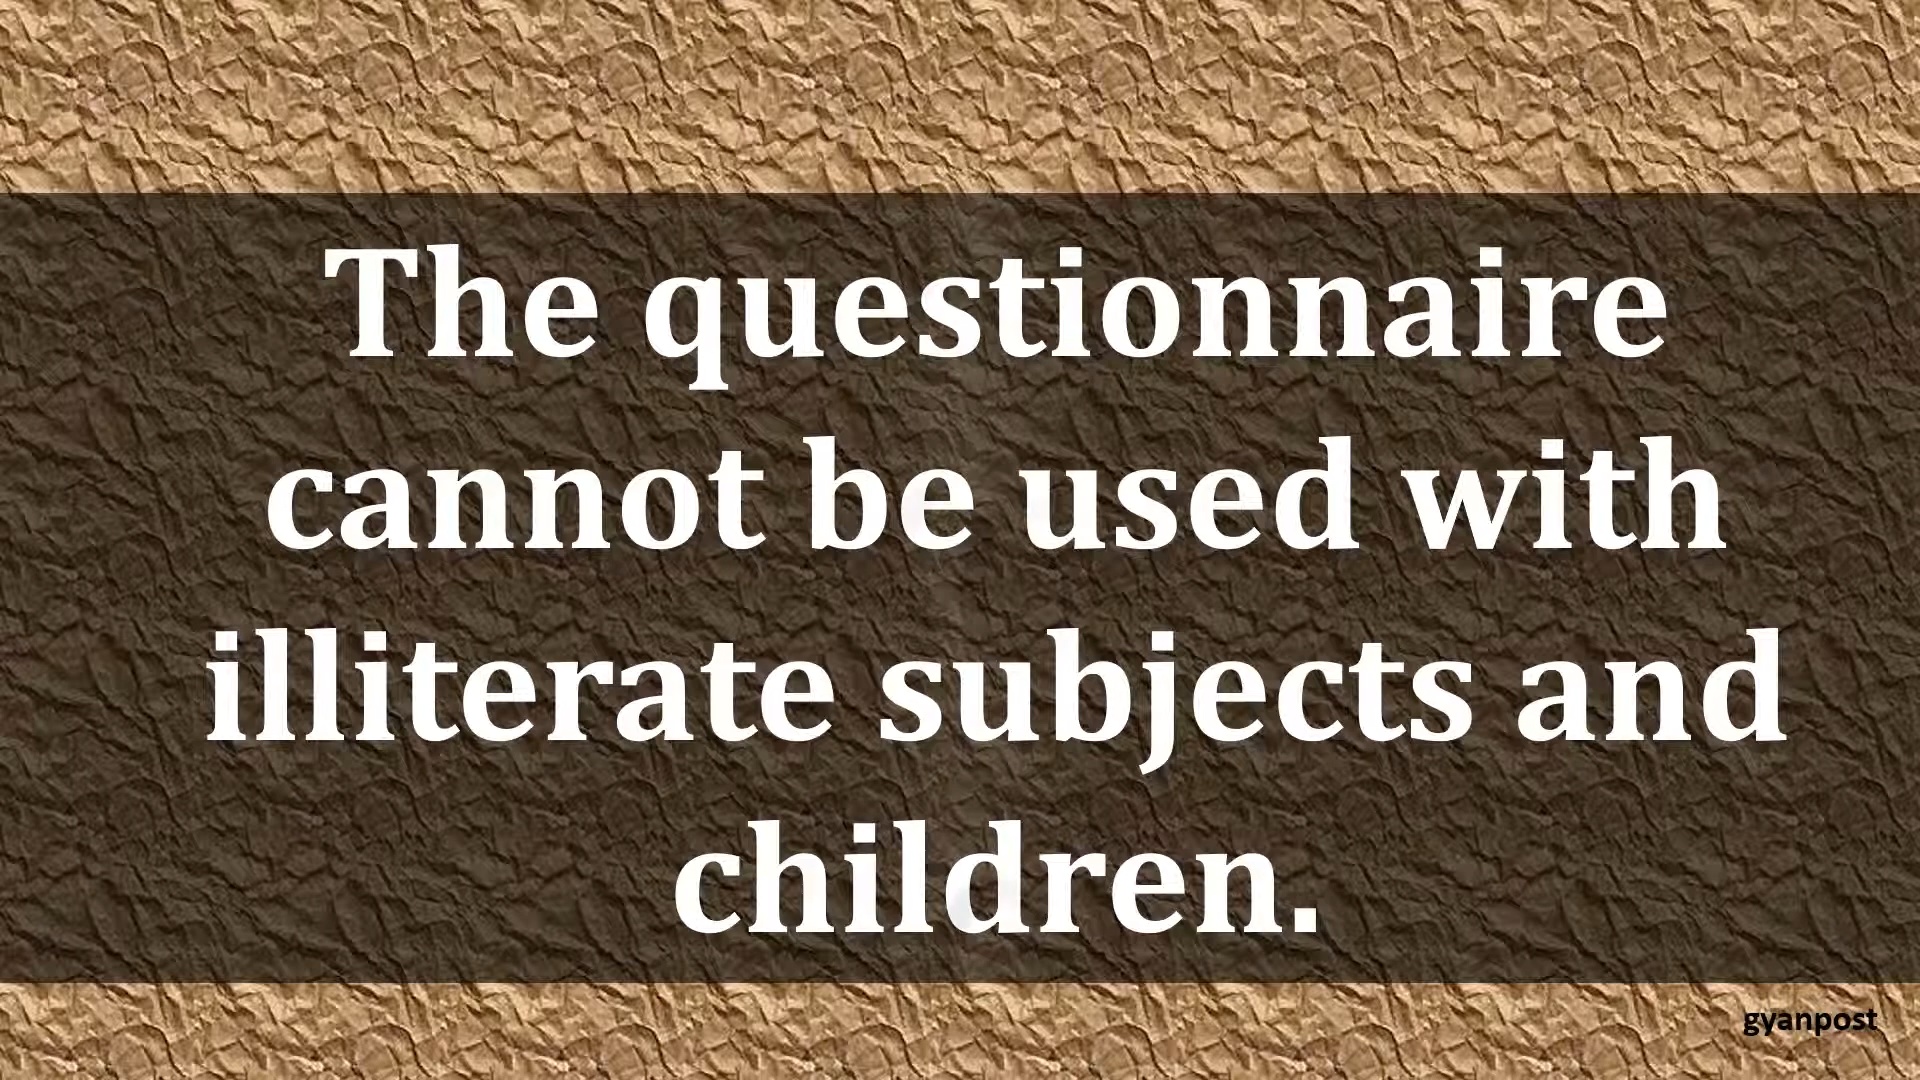 The questionnaire
cannot be used with
illiterate subjects and
children.
gyanpost